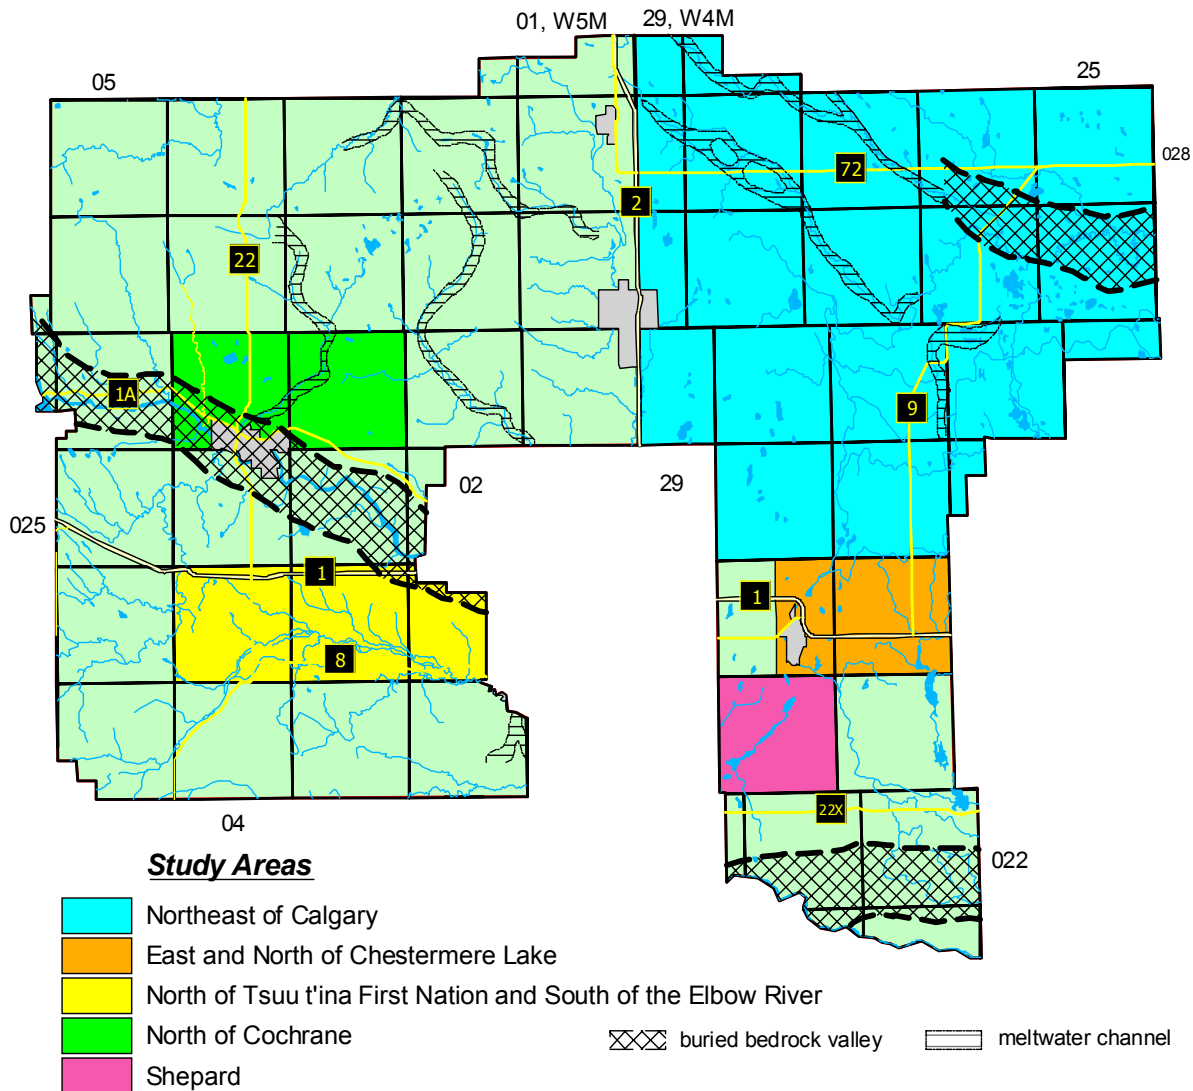 01, W5M
29, W4M
05
25
72
028
2
22
1A
9
02
29
025
1
1
8
22X
04
022
Study Areas
Northeast of Calgary
East and North of Chestermere Lake
North of Tsuu t'ina First Nation and South of the Elbow River
North of Cochrane
buried bedrock valley
meltwater channel
Shepard